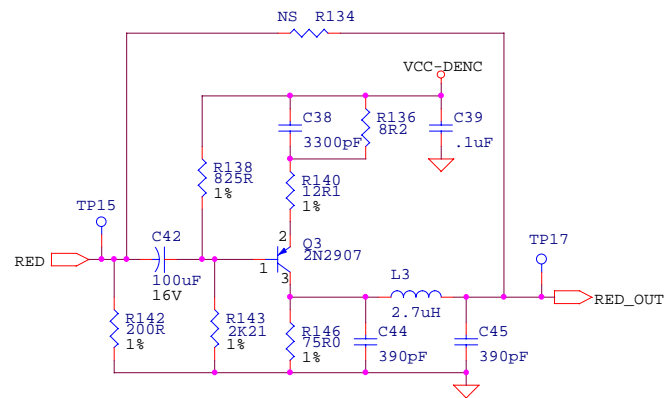 NS R134
VCC-DENC
C38
3300pF
R136
8R2
C39
.1uF
R138
825R
1%
R140
12R1
1%
TP15
C42
100uF
16V
RED
2
Q3
2N2907
1
3
TP17
L3
2.7uH
RED_OUT
R142
200R
1%
R143
2K21
1%
R146
75R0
1%
C44
390pF
C45
390pF